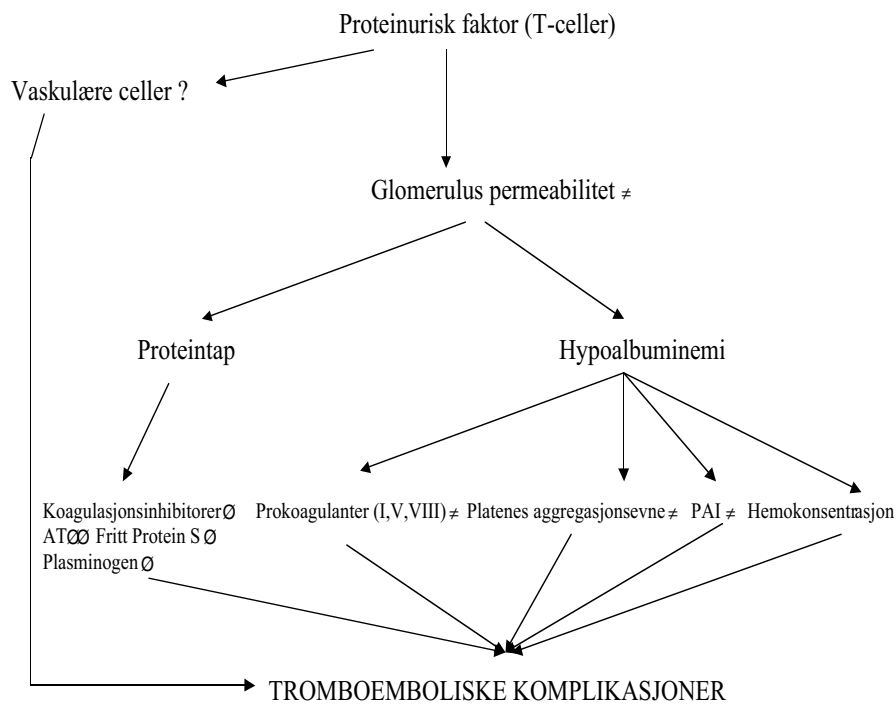 Proteinurisk faktor (T-celler)
Vaskulære celler ?
Glomerulus permeabilitet ≠
Proteintap
Hypoalbuminemi
Koagulasjonsinhibitorer Ø
AT ØØ Fritt Protein S Ø
Plasminogen Ø
Prokoagulanter (I,V,VIII) ≠
Platenes aggregasjonsevne ≠
PAI ≠
Hemokonsentrasjon
TROMBOEMBOLISKE KOMPLIKASJONER